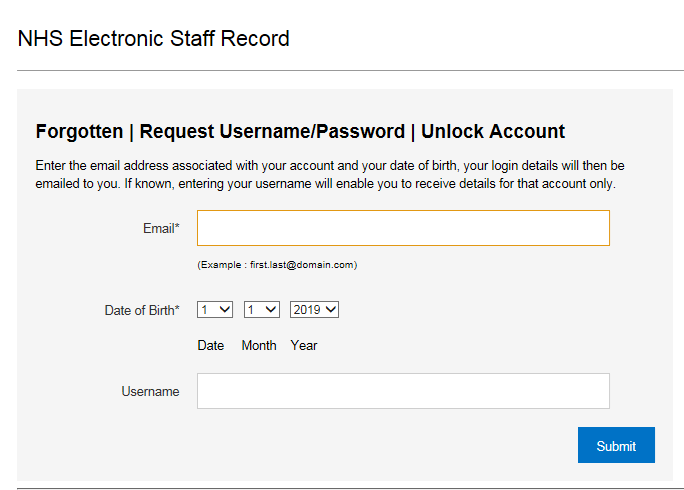 NHS Electronic Staff Record
Forgotten | Request Username/Password | Unlock Account
Enter the email address associated with your account and your date of birth, your login details will then be
emailed to you. If known, entering your username will enable you to receive details for that account only.
Email*
(Example : first.last@domain.com)
Date of Birth* 1 1 2019
Date Month Year
Username
Submit